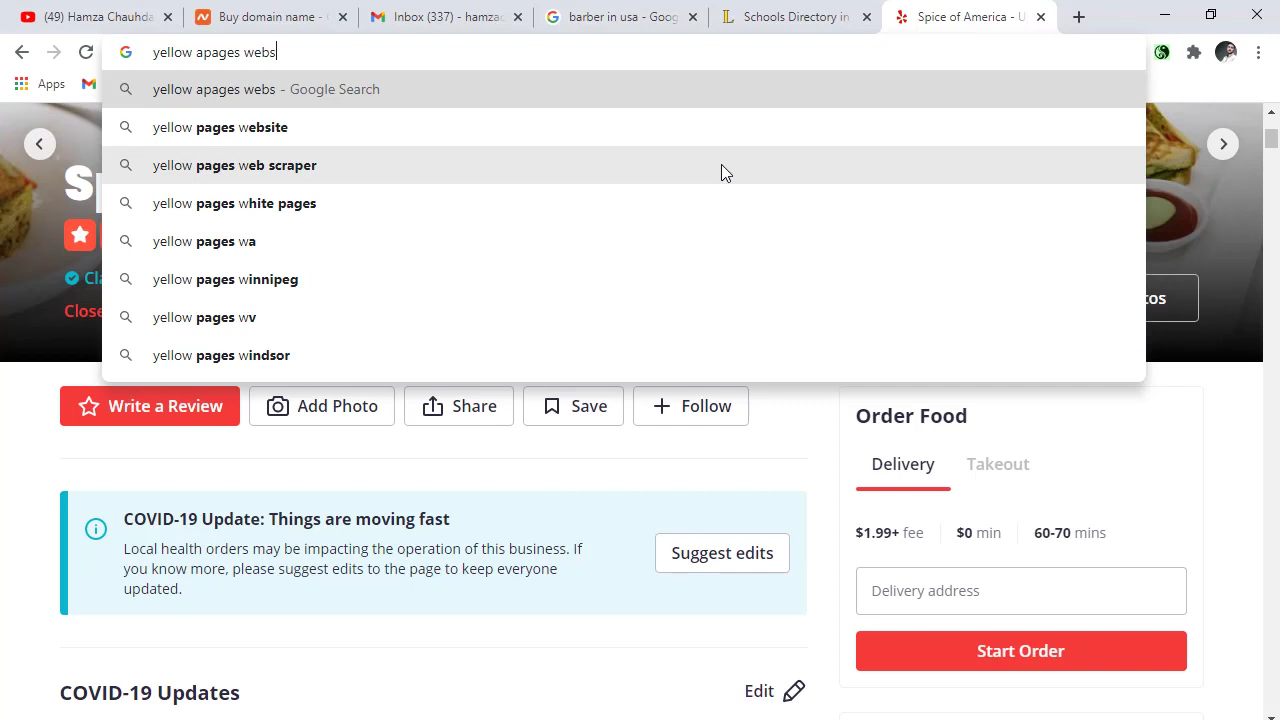 (49) Hamza Chauhda
Buy domain name -
Inbox (337) - hamzac
barber in usa - Goog
Schools Directory in
Spice of America - U
yellow apages webs
Apps
yellow apages webs - Google Search
yellow pages website
yellow pages web scraper
yellow pages white pages
yellow pages wa
yellow pages winnipeg
yellow pages wv
yellow pages windsor
Sp
Cla
Close
tos
Write a Review
Add Photo
Share
Save
Follow
Order Food
Delivery
Takeout
$1.99+ fee
$0 min
60-70 mins
Delivery address
Start Order
COVID-19 Update: Things are moving fast
Local health orders may be impacting the operation of this business. If
you know more, please suggest edits to the page to keep everyone
updated.
Suggest edits
COVID-19 Updates
Edit